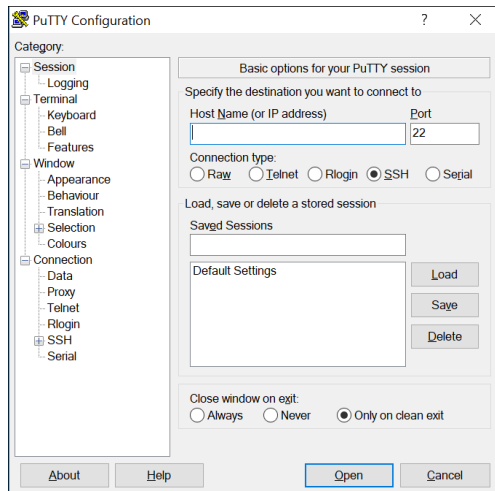 PuTTY Configuration
?
Category:
Session
Logging
Terminal
Keyboard
Bell
Features
Window
Appearance
Behaviour
Translation
Selection
Colours
Connection
Data
Proxy
Telnet
Rlogin
SSH
Serial
Basic options for your PuTTY session
Specify the destination you want to connect to
Host Name (or IP address) Port
22
Connection type:
Raw Telnet Rlogin SSH Serial
Load, save or delete a stored session
Saved Sessions
Default Settings
Load
Save
Delete
Close window on exit:
Always Never Only on clean exit
About Help Open Cancel